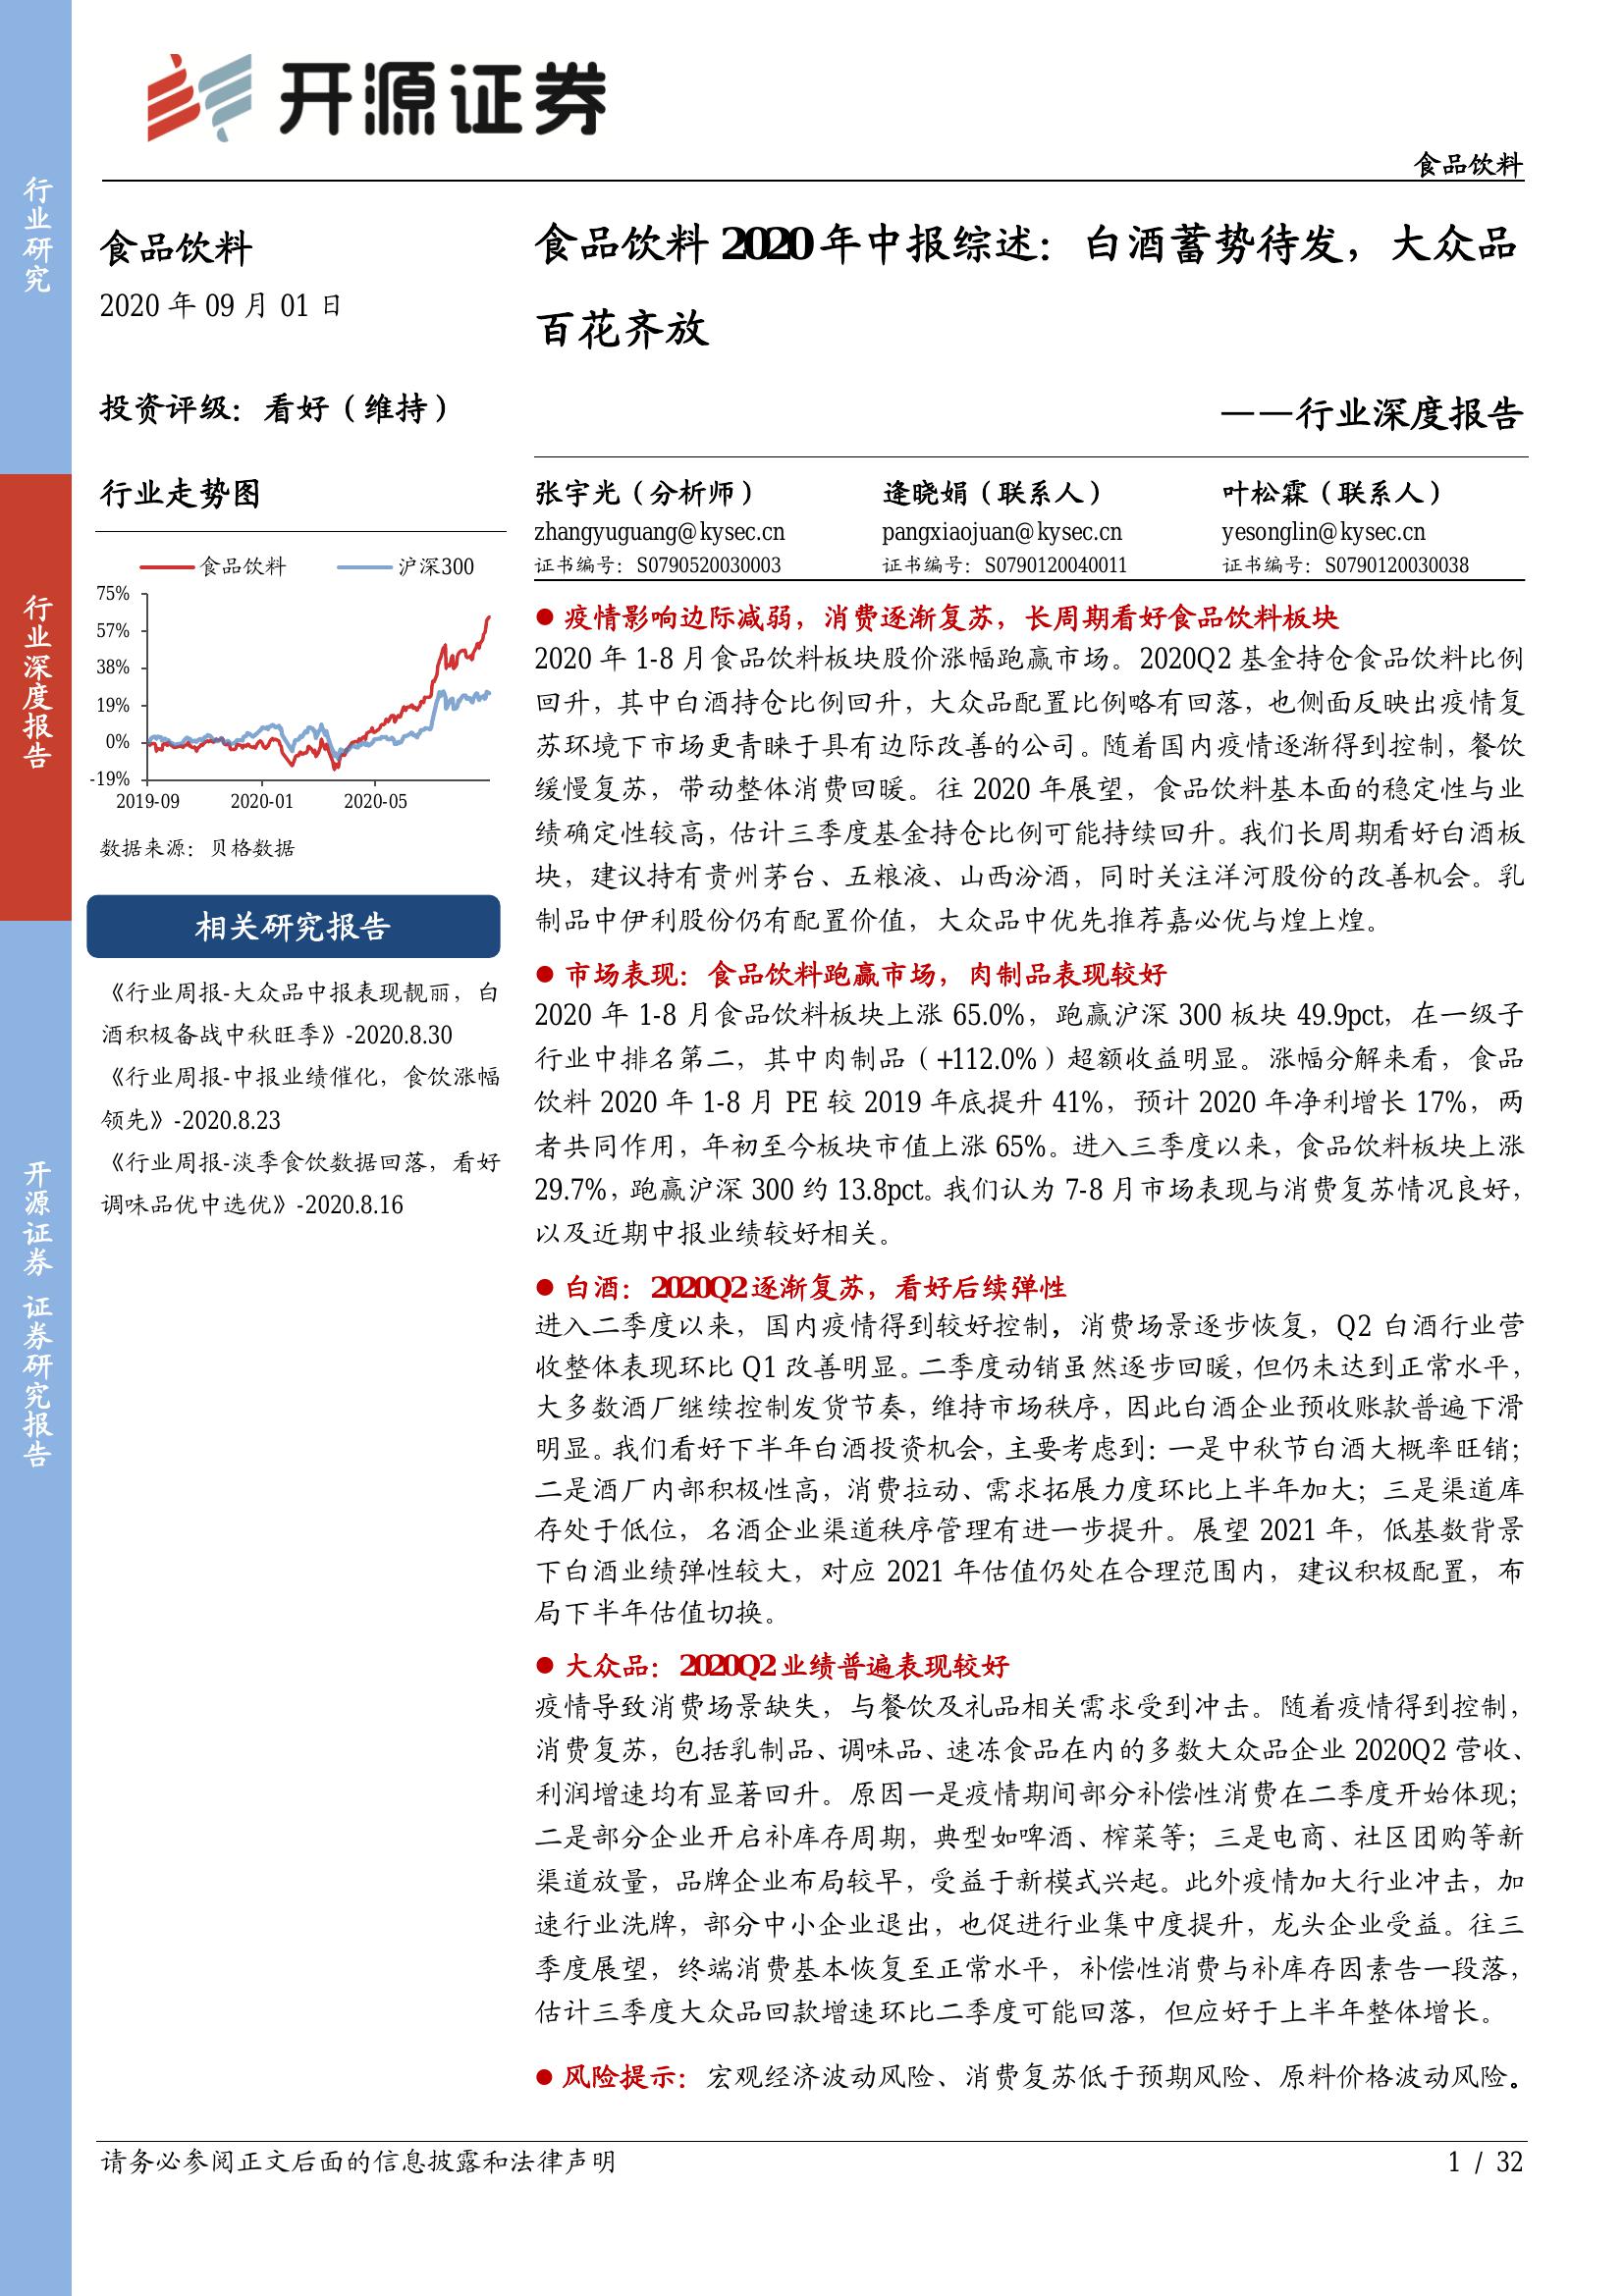 开源证券
食品饮料
行业研究
行业深度报告
开源证券 证券研究报告
食品饮料
2020 年 09 月 01 日
投资评级：看好（维持）
行业走势图
食品饮料 沪深300
75%
57%
38%
19%
0%
-19%
2019-09 2020-01 2020-05
数据来源：贝格数据
相关研究报告
《行业周报-大众品中报表现靓丽，白
酒积极备战中秋旺季》-2020.8.30
《行业周报-中报业绩催化，食饮涨幅
领先》-2020.8.23
《行业周报-淡季食饮数据回落，看好
调味品优中选优》-2020.8.16
食品饮料 2020 年中报综述：白酒蓄势待发，大众品
百花齐放
——行业深度报告
张宇光（分析师） 逄晓娟（联系人） 叶松霖（联系人）
zhangyuguang@kysec.cn pangxiaojuan@kysec.cn yesonglin@kysec.cn
证书编号：S0790520030003 证书编号：S0790120040011 证书编号：S0790120030038
● 疫情影响边际减弱，消费逐渐复苏，长周期看好食品饮料板块
2020 年 1-8 月食品饮料板块股价涨幅跑赢市场。2020Q2 基金持仓食品饮料比例
回升，其中白酒持仓比例回升，大众品配置比例略有回落，也侧面反映出疫情复
苏环境下市场更青睐于具有边际改善的公司。随着国内疫情逐渐得到控制，餐饮
缓慢复苏，带动整体消费回暖。往 2020 年展望，食品饮料基本面的稳定性与业
绩确定性较高，估计三季度基金持仓比例可能持续回升。我们长周期看好白酒板
块，建议持有贵州茅台、五粮液、山西汾酒，同时关注洋河股份的改善机会。乳
制品中伊利股份仍有配置价值，大众品中优先推荐嘉必优与煌上煌。
● 市场表现：食品饮料跑赢市场，肉制品表现较好
2020 年 1-8 月食品饮料板块上涨 65.0%，跑赢沪深 300 板块 49.9pct，在一级子
行业中排名第二，其中肉制品（+112.0%）超额收益明显。涨幅分解来看，食品
饮料 2020 年 1-8 月 PE 较 2019 年底提升 41%，预计 2020 年净利增长 17%，两
者共同作用，年初至今板块市值上涨 65%。进入三季度以来，食品饮料板块上涨
29.7%，跑赢沪深 300 约 13.8pct。我们认为 7-8 月市场表现与消费复苏情况良好，
以及近期中报业绩较好相关。
● 白酒：2020Q2 逐渐复苏，看好后续弹性
进入二季度以来，国内疫情得到较好控制，消费场景逐步恢复，Q2 白酒行业营
收整体表现环比 Q1 改善明显。二季度动销虽然逐步回暖，但仍未达到正常水平，
大多数酒厂继续控制发货节奏，维持市场秩序，因此白酒企业预收账款普遍下滑
明显。我们看好下半年白酒投资机会，主要考虑到：一是中秋节白酒大概率旺销；
二是酒厂内部积极性高，消费拉动、需求拓展力度环比上半年加大；三是渠道库
存处于低位，名酒企业渠道秩序管理有进一步提升。展望 2021 年，低基数背景
下白酒业绩弹性较大，对应 2021 年估值仍处在合理范围内，建议积极配置，布
局下半年估值切换。
● 大众品：2020Q2 业绩普遍表现较好
疫情导致消费场景缺失，与餐饮及礼品相关需求受到冲击。随着疫情得到控制，
消费复苏，包括乳制品、调味品、速冻食品在内的多数大众品企业 2020Q2 营收、
利润增速均有显著回升。原因一是疫情期间部分补偿性消费在二季度开始体现；
二是部分企业开启补库存周期，典型如啤酒、榨菜等；三是电商、社区团购等新
渠道放量，品牌企业布局较早，受益于新模式兴起。此外疫情加大行业冲击，加
速行业洗牌，部分中小企业退出，也促进行业集中度提升，龙头企业受益。往三
季度展望，终端消费基本恢复至正常水平，补偿性消费与补库存因素告一段落，
估计三季度大众品回款增速环比二季度可能回落，但应好于上半年整体增长。
● 风险提示：宏观经济波动风险、消费复苏低于预期风险、原料价格波动风险。
请务必参阅正文后面的信息披露和法律声明 1 / 32